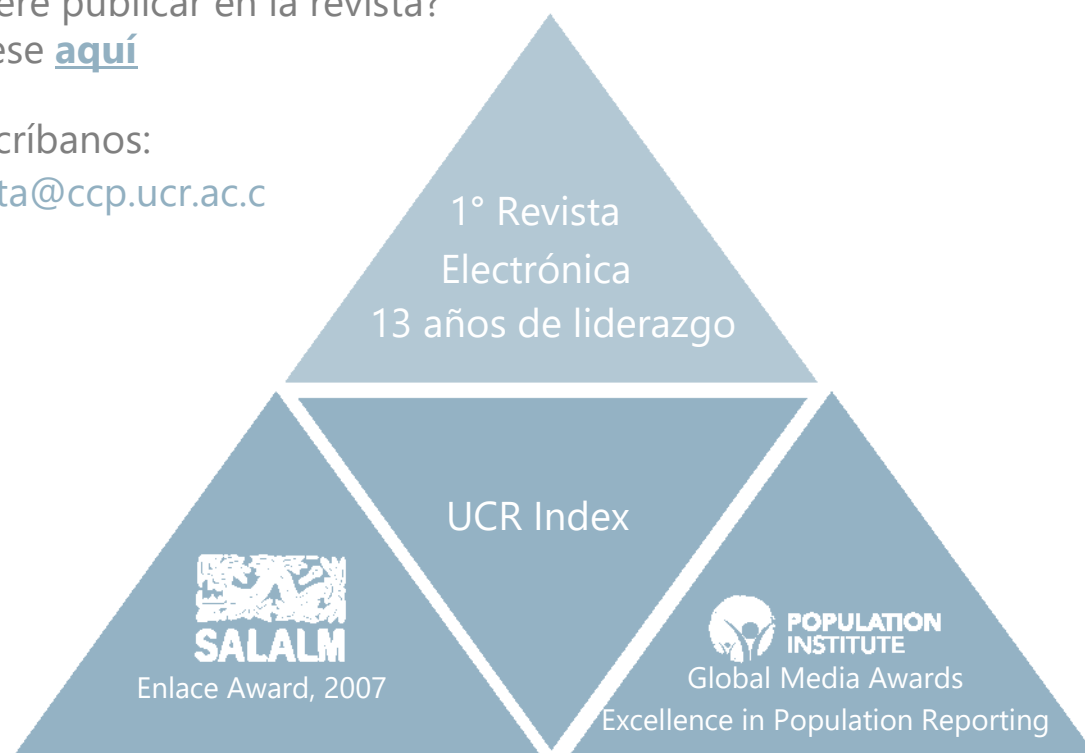 ere publicar en la revista?
ese aquí
críbanos:
ta@ccp.ucr.ac.c
1° Revista
Electrónica
13 años de liderazgo
UCR Index
SALALM
Enlace Award, 2007
POPULATION
INSTITUTE
Global Media Awards
Excellence in Population Reporting